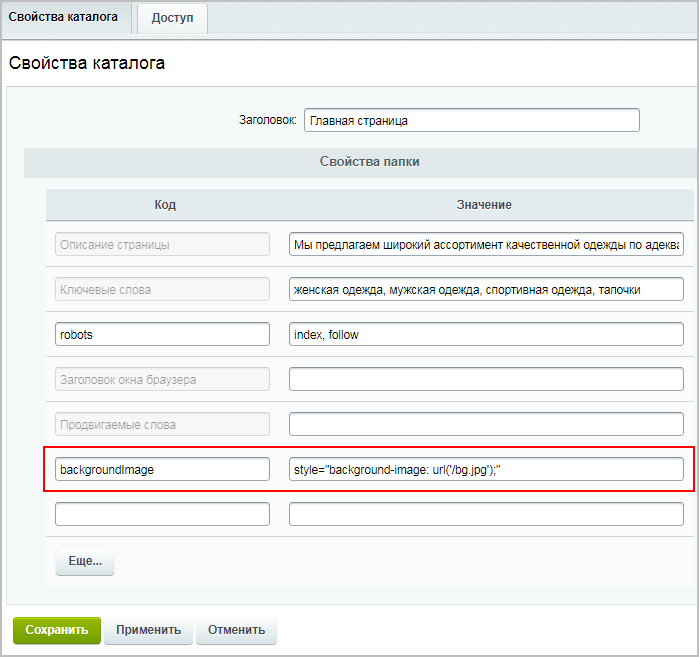 Свойства каталога Доступ
Свойства каталога
Заголовок: Главная страница
Свойства папки
Код Значение
Описание страницы Мы предлагаем широкий ассортимент качественной одежды по адеква
Ключевые слова женская одежда, мужская одежда, спортивная одежда, тапочки
robots index, follow
Заголовок окна браузера
Продвигаемые слова
backgroundImage style="background-image: url('/bg.jpg');"
Еще...
Сохранить Применить Отменить